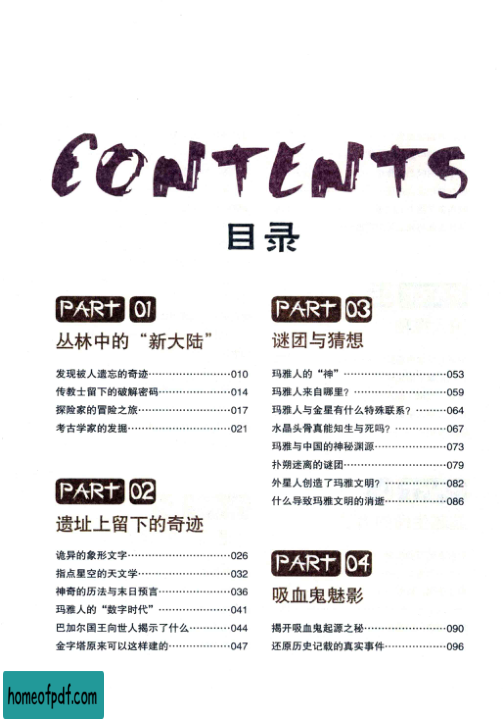 CONTENTS
目录
PART 01
丛林中的“新大陆”
发现被人遗忘的奇迹………………………010
传教士留下的破解密码……………………014
探险家的冒险之旅…………………………017
考古学家的发掘……………………………021
PART 02
遗址上留下的奇迹
诡异的象形文字……………………………026
指点星空的天文学…………………………032
神奇的历法与末日预言……………………036
玛雅人的“数字时代”……………………041
巴加尔国王向世人揭示了什么…………044
金字塔原来可以这样建的………………047
PART 03
谜团与猜想
玛雅人的“神”……………………………053
玛雅人来自哪里？…………………………059
玛雅人与金星有什么特殊联系？………064
水晶头骨真能知生与死吗？……………067
玛雅与中国的神秘渊源……………………073
扑朔迷离的谜团……………………………079
外星人创造了玛雅文明？………………082
什么导致玛雅文明的消逝………………086
PART 04
吸血鬼魅影
揭开吸血鬼起源之秘………………………090
还原历史记载的真实事件………………096
homeofpdf.com